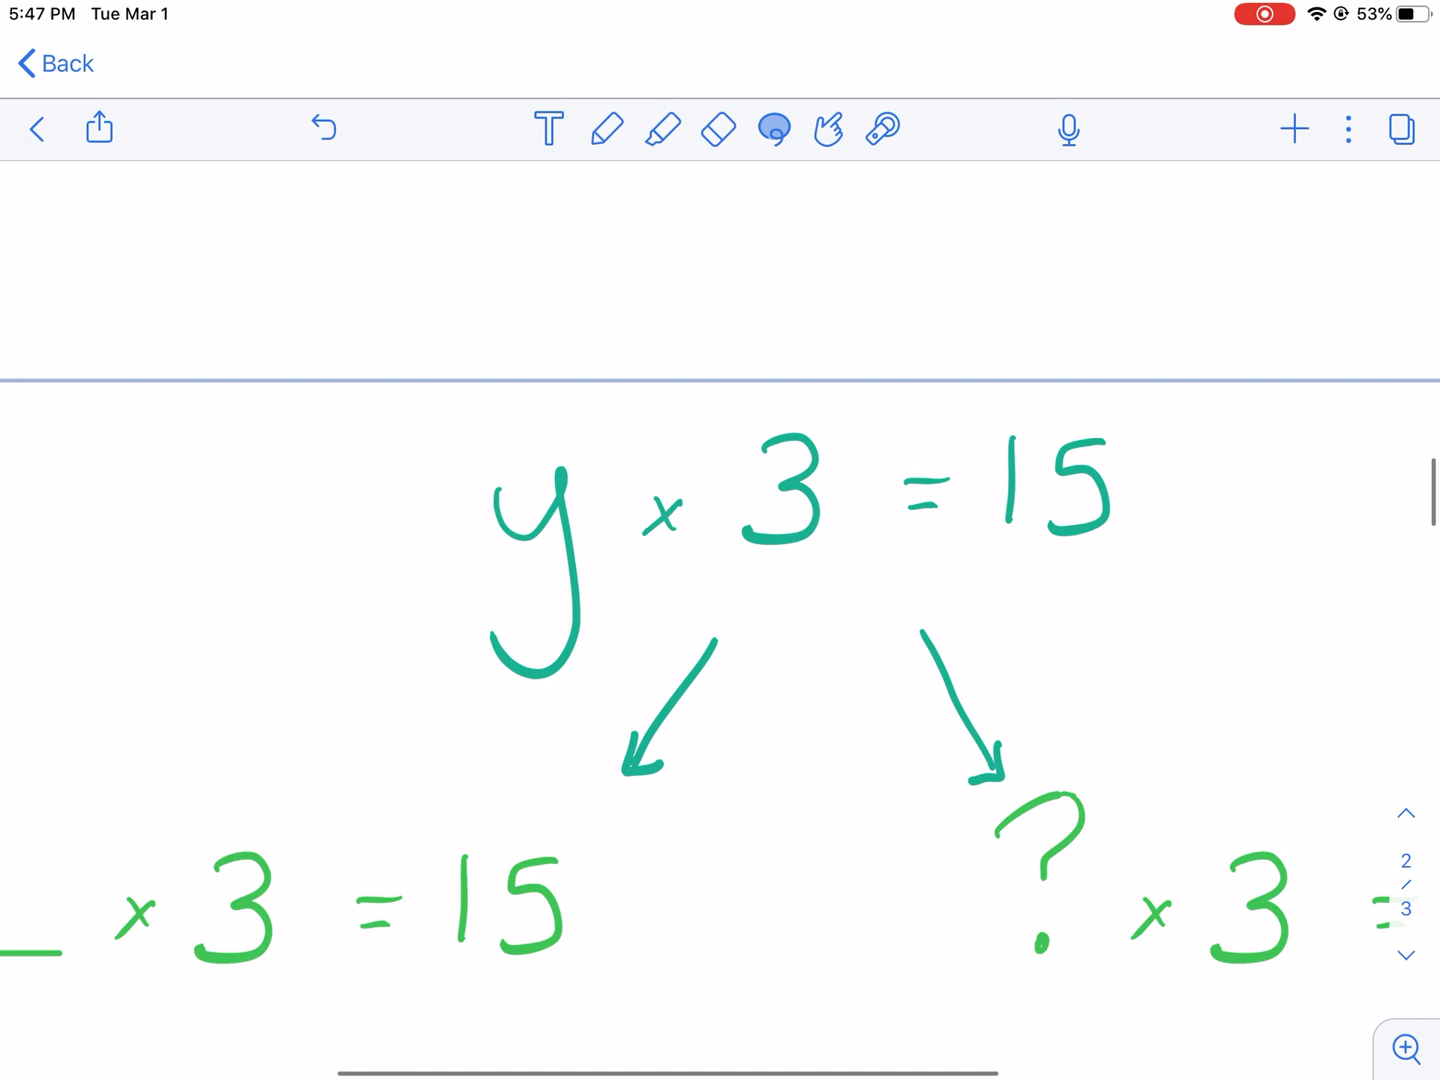 5:47 PM Tue Mar 1 53%
Back
y × 3 = 15
_ × 3 = 15 ? × 3 =
2
/
3